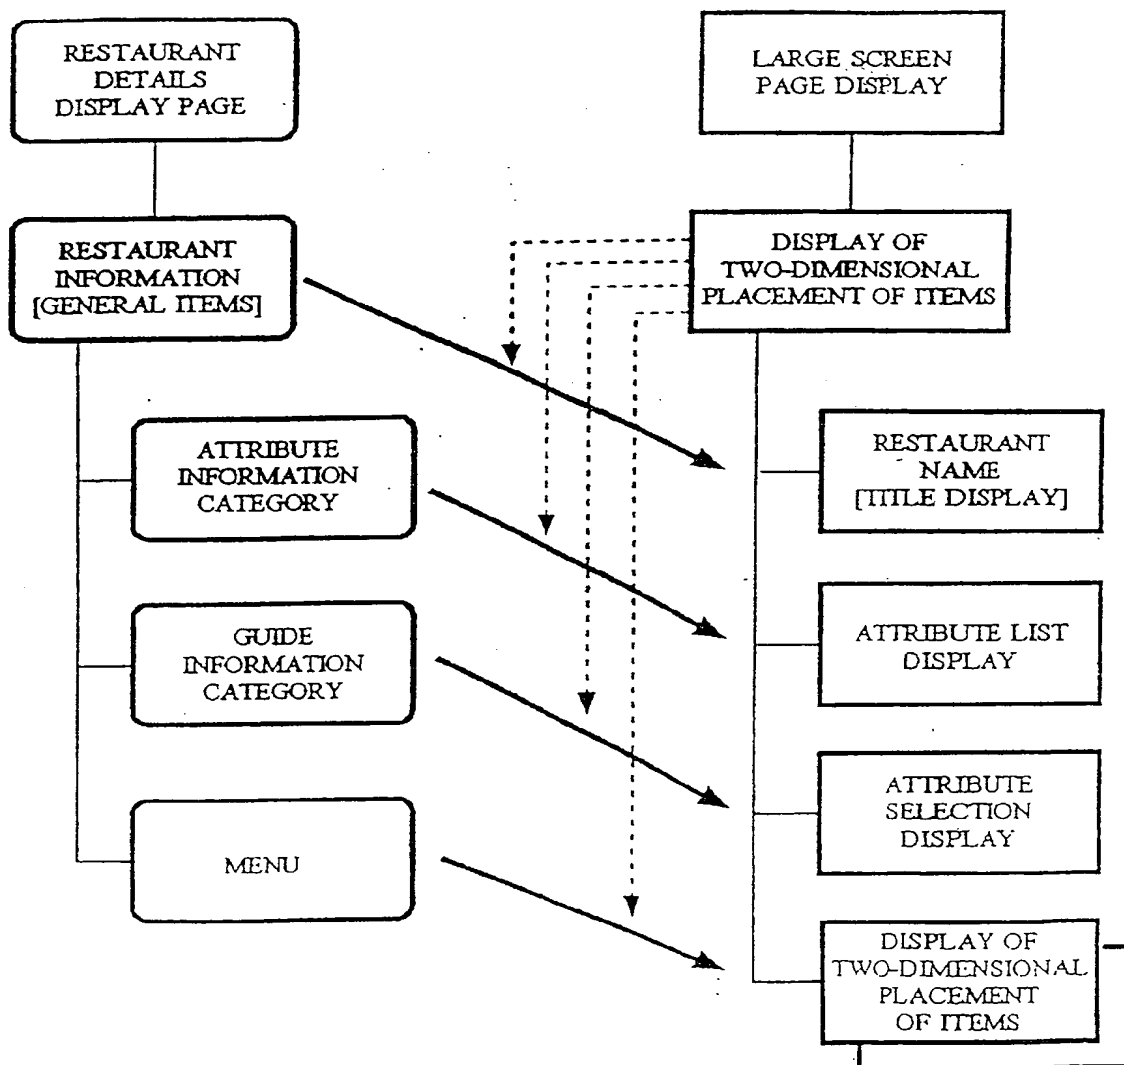 RESTAURANT
DETAILS
DISPLAY PAGE
RESTAURANT
INFORMATION
[GENERAL ITEMS]
ATTRIBUTE
INFORMATION
CATEGORY
GUIDE
INFORMATION
CATEGORY
MENU
LARGE SCREEN
PAGE DISPLAY
DISPLAY OF
TWO-DIMENSIONAL
PLACEMENT OF ITEMS
RESTAURANT
NAME
[TITLE DISPLAY]
ATTRIBUTE LIST
DISPLAY
ATTRIBUTE
SELECTION
DISPLAY
DISPLAY OF
TWO-DIMENSIONAL
PLACEMENT
OF ITEMS